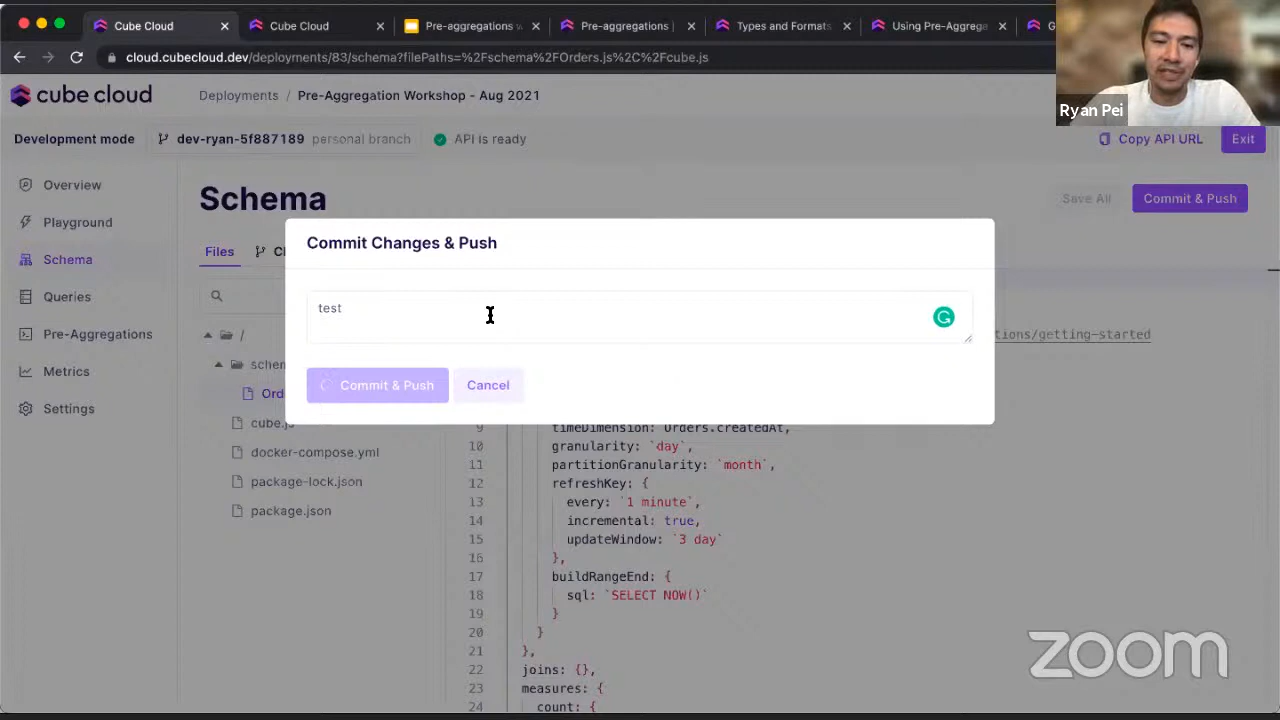 Cube Cloud
Cube Cloud
Pre-aggregations w
Pre-aggregations |
Types and Formats
Using Pre-Aggrega
G
cloud.cubecloud.dev/deployments/83/schema?filePaths=%2Fschema%2FOrders.js%2C%2Fcube.js
Ryan Pei
cube cloud
Deployments / Pre-Aggregation Workshop - Aug 2021
Development mode
dev-ryan-5f887189 personal branch
API is ready
Copy API URL
Exit
Overview
Playground
Schema
Queries
Pre-Aggregations
Metrics
Settings
Schema
Save All
Commit & Push
Files
Cl
/
schem
Ord
cube.js
docker-compose.yml
package-lock.json
package.json
Commit Changes & Push
test
Commit & Push
Cancel
tions/getting-started
9 timeDimension: Orders.createdAt,
10 granularity: `day`,
11 partitionGranularity: `month`,
12 refreshKey: {
13 every: `1 minute`,
14 incremental: true,
15 updateWindow: `3 day`
16 },
17 buildRangeEnd: {
18 sql: `SELECT NOW()`
19 }
20 }
21 },
22 joins: {},
23 measures: {
24 count: {
zoom